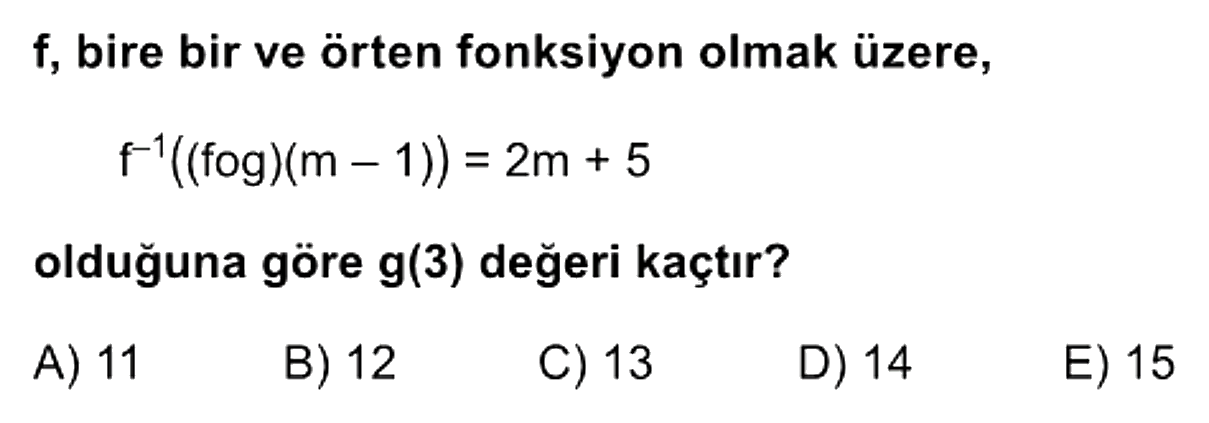 f, bire bir ve örten fonksiyon olmak üzere,
f⁻¹((fog)(m – 1)) = 2m + 5
olduğuna göre g(3) değeri kaçtır?
A) 11 B) 12 C) 13 D) 14 E) 15